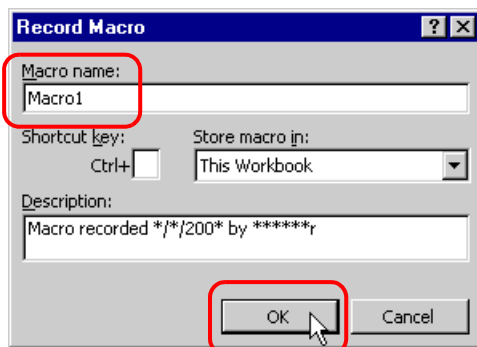 Record Macro
Macro name:
Macro1
Shortcut key: Store macro in:
Ctrl+ This Workbook
Description:
Macro recorded */*/200* by ******r
OK Cancel